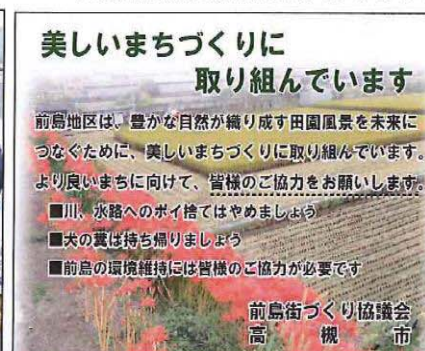 美しいまちづくりに
取り組んでいます
前島地区は、豊かな自然が織り成す田園風景を未来に
つなぐために、美しいまちづくりに取り組んでいます。
より良いまちに向けて、皆様のご協力をお願いします。
■川、水路へのポイ捨てはやめましょう
■犬の糞は持ち帰りましょう
■前島の環境維持には皆様のご協力が必要です
前島街づくり協議会
高槻市